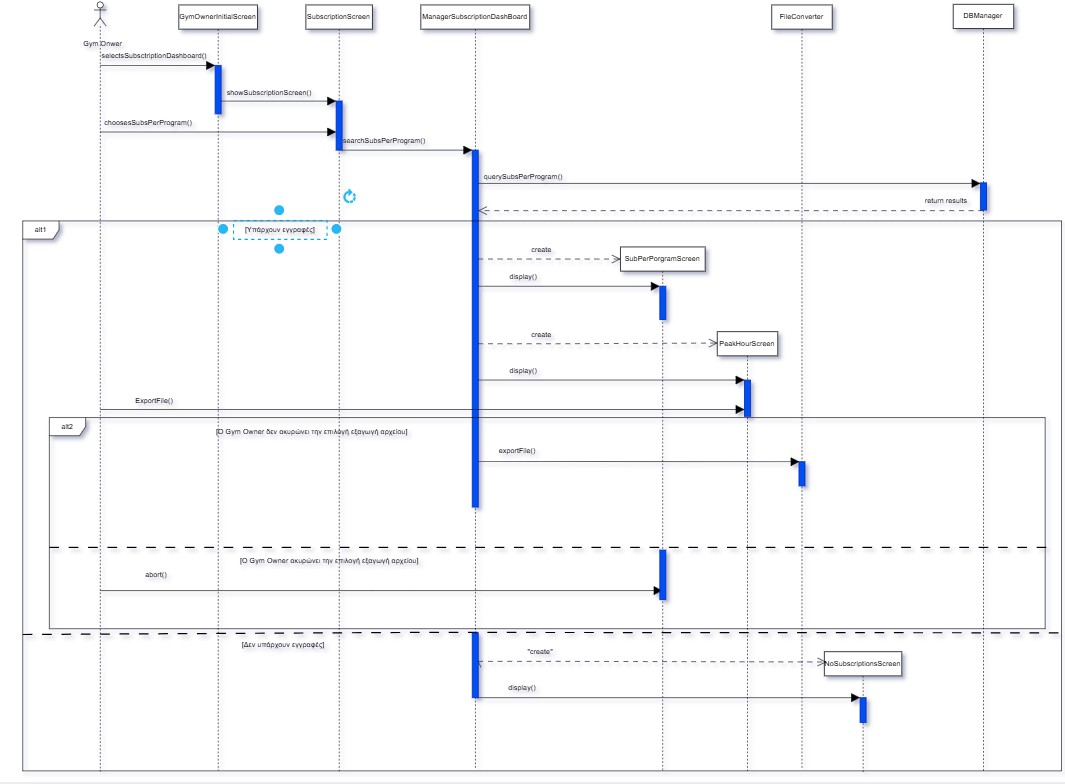 GymOwnerInitialScreen
SubscriptionScreen
ManagerSubscriptionDashBoard
FileConverter
DBManager
Gym Onwer
selectsSubsctriptionDashboard()
showSubscriptionScreen()
choosesSubsPerProgram()
searchSubsPerProgram()
querySubsPerProgram()
return results
alt1
[Υπάρχουν εγγραφές]
create
SubPerPorgramScreen
display()
create
PeakHourScreen
display()
ExportFile()
alt2
[Ο Gym Owner δεν ακυρώνει την επιλογή εξαγωγή αρχείου]
exportFile()
[Ο Gym Owner ακυρώνει την επιλογή εξαγωγή αρχείου]
abort()
[Δεν υπάρχουν εγγραφές]
"create"
NoSubscriptionsScreen
display()